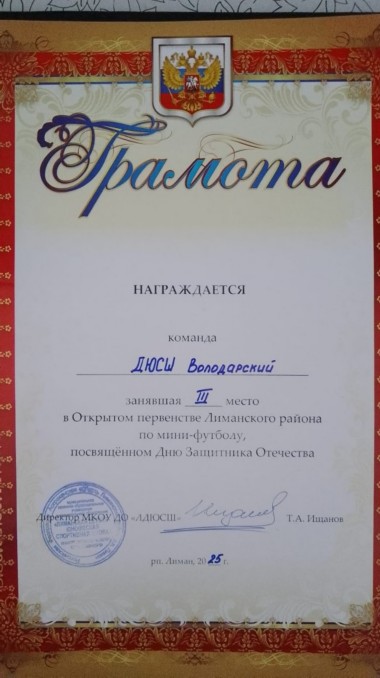 Грамота
НАГРАЖДАЕТСЯ
команда
ДЮСШ Володарский
занявшая III место
в Открытом первенстве Лиманского района
по мини-футболу,
посвящённом Дню Защитника Отечества
Директор МКОУ ДО «ЛДЮСШ» Т.А. Ищанов
рп. Лиман, 2025 г.